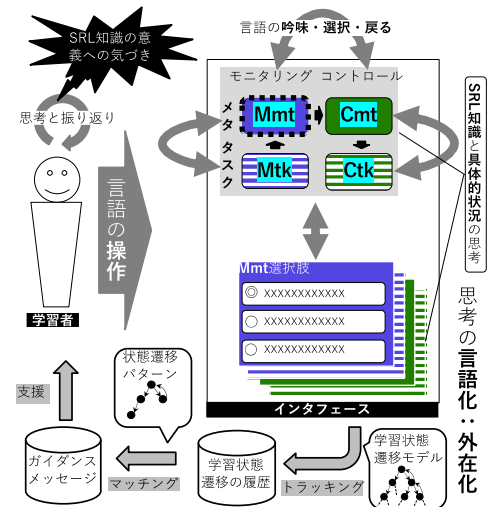 SRL知識の意
義への気づき
思考と振り返り
学習者
言語の操作
言語の吟味・選択・戻る
モニタリング コントロール
メタ
タスク
Mmt
Cmt
Mtk
Ctk
SRL知識と具体的状況の思考
Mmt選択肢
◎ XXXXXXXXXXXX
○ XXXXXXXXXXXX
○ XXXXXXXXXXXX
思考の言語化：外在化
インタフェース
支援
状態遷移
パターン
ガイダンス
メッセージ
マッチング
学習状態
遷移の履歴
トラッキング
学習状態
遷移モデル